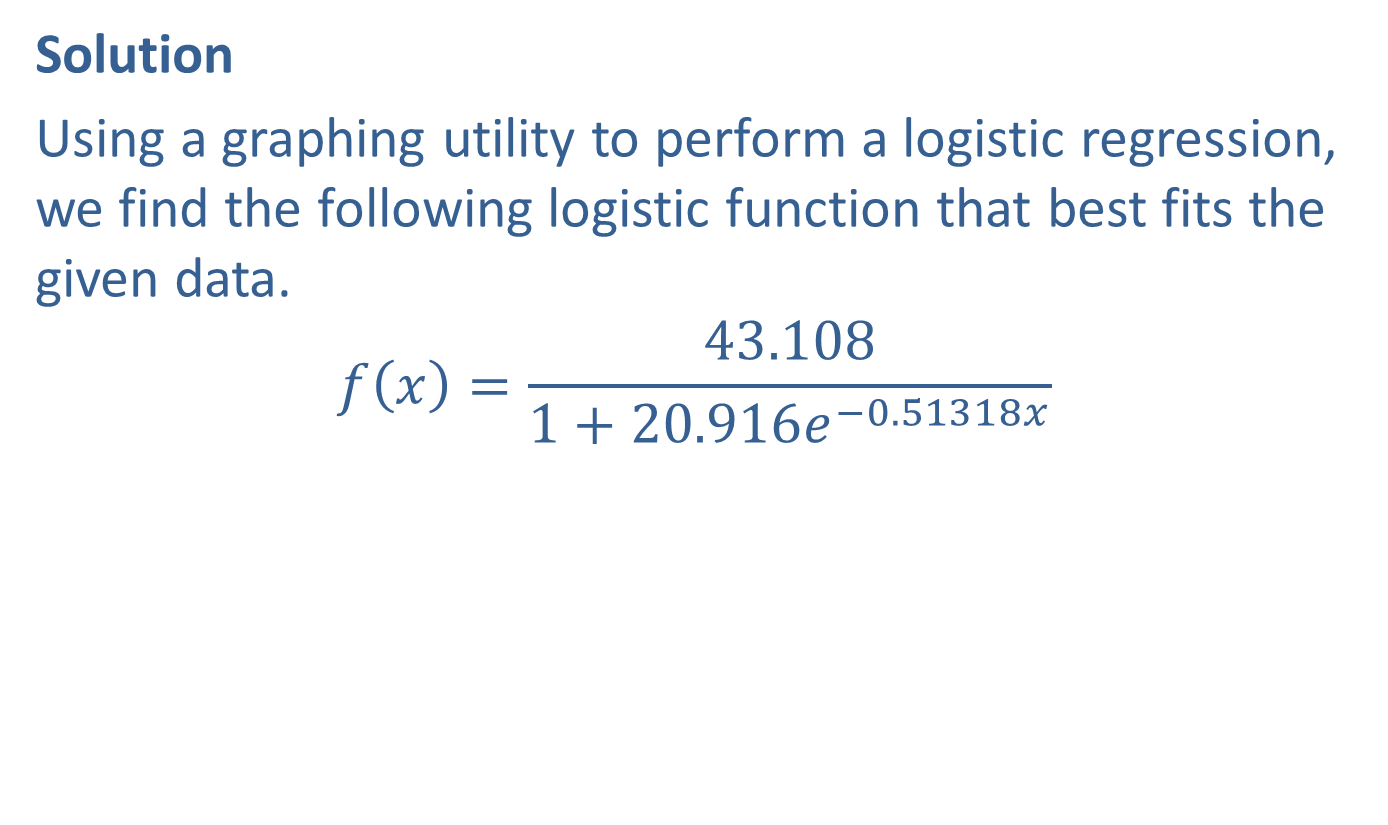 Solution
Using a graphing utility to perform a logistic regression,
we find the following logistic function that best fits the
given data.
f(x) = 43.108 / (1 + 20.916e^(−0.51318x))